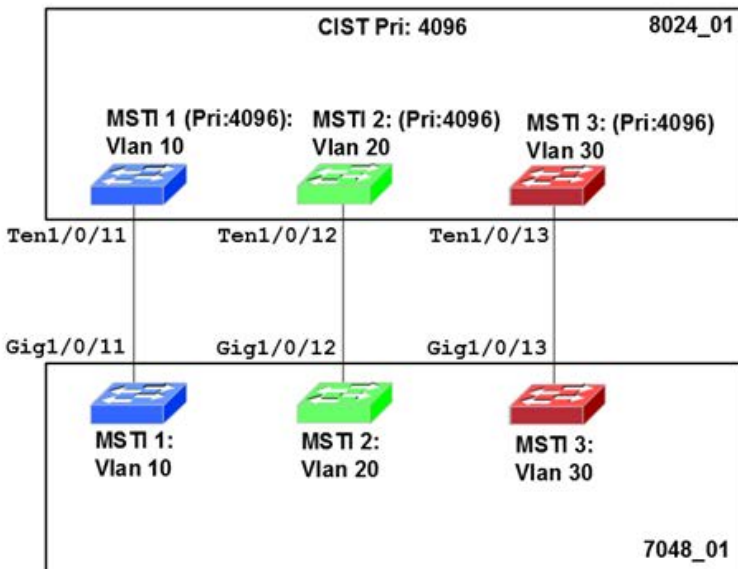 CIST Pri: 4096
8024_01
MSTI 1 (Pri:4096):
Vlan 10
MSTI 2: (Pri:4096)
Vlan 20
MSTI 3: (Pri:4096)
Vlan 30
Ten1/0/11
Ten1/0/12
Ten1/0/13
Gig1/0/11
Gig1/0/12
Gig1/0/13
MSTI 1:
Vlan 10
MSTI 2:
Vlan 20
MSTI 3:
Vlan 30
7048_01